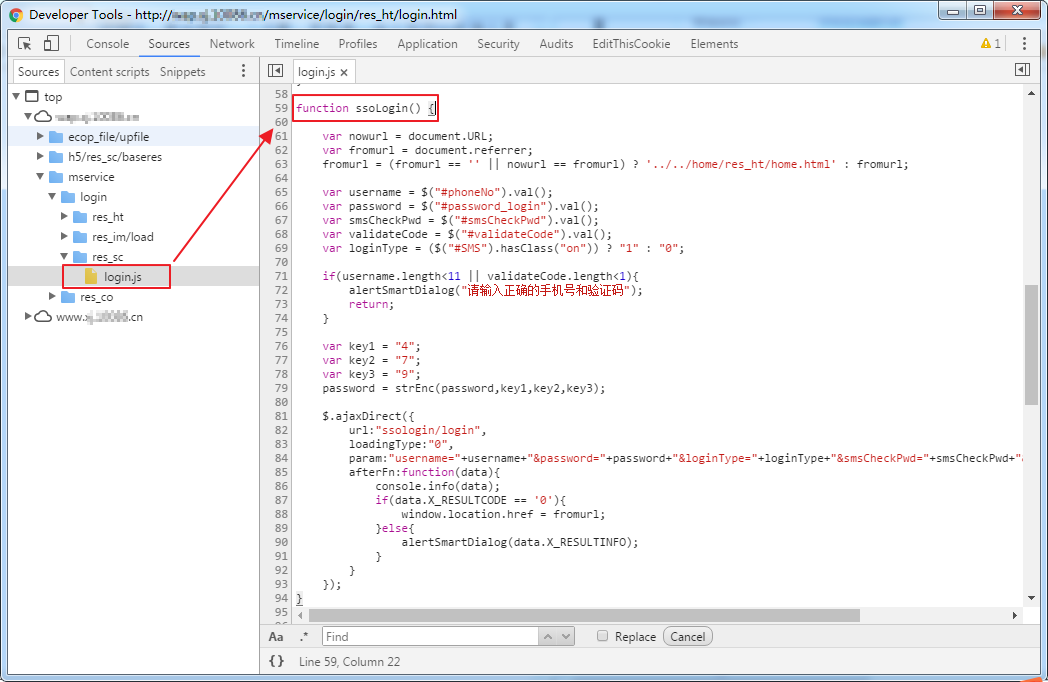 Developer Tools - http:// /mservice/login/res_ht/login.html
Console Sources Network Timeline Profiles Application Security Audits EditThisCookie Elements 1
Sources Content scripts Snippets
login.js ×
top
ecop_file/upfile
h5/res_sc/baseres
mservice
login
res_ht
res_im/load
res_sc
login.js
res_co
www. .cn
58 }
59 function ssoLogin() {
60
61 var nowurl = document.URL;
62 var fromurl = document.referrer;
63 fromurl = (fromurl == '' || nowurl == fromurl) ? '../../home/res_ht/home.html' : fromurl;
64
65 var username = $("#phoneNo").val();
66 var password = $("#password_login").val();
67 var smsCheckPwd = $("#smsCheckPwd").val();
68 var validateCode = $("#validateCode").val();
69 var loginType = ($("#SMS").hasClass("on")) ? "1" : "0";
70
71 if(username.length<11 || validateCode.length<1){
72 alertSmartDialog("请输入正确的手机号和验证码");
73 return;
74 }
75
76 var key1 = "4";
77 var key2 = "7";
78 var key3 = "9";
79 password = strEnc(password,key1,key2,key3);
80
81 $.ajaxDirect({
82 url:"ssologin/login",
83 loadingType:"0",
84 param:"username="+username+"&password="+password+"&loginType="+loginType+"&smsCheckPwd="+smsCheckPwd+"&
85 afterFn:function(data){
86 console.info(data);
87 if(data.X_RESULTCODE == '0'){
88 window.location.href = fromurl;
89 }else{
90 alertSmartDialog(data.X_RESULTINFO);
91 }
92 }
93 });
94 }
95
Aa .* Find Replace Cancel
{} Line 59, Column 22